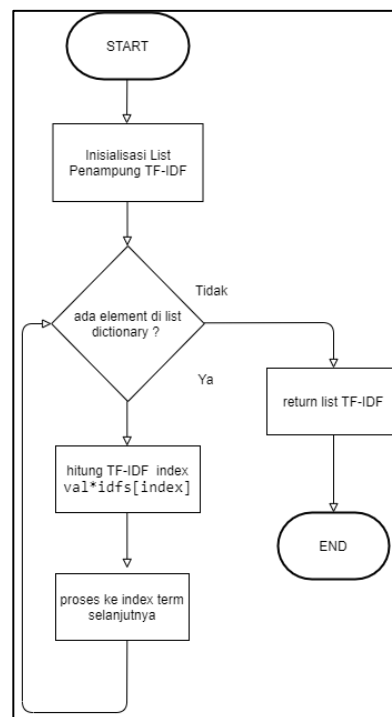 START
Inisialisasi List
Penampung TF-IDF
ada element di list
dictionary ?
Tidak
Ya
hitung TF-IDF index
val*idfs[index]
proses ke index term
selanjutnya
return list TF-IDF
END